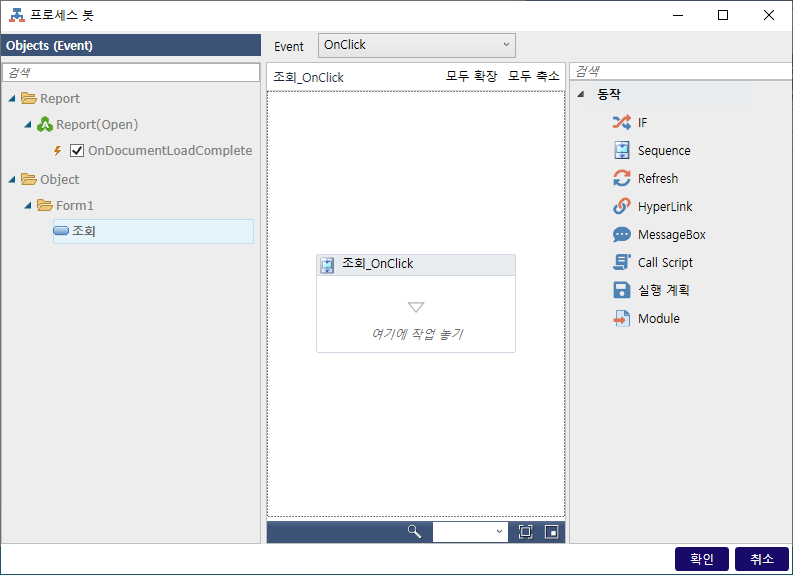 프로세스 봇
Objects (Event)
검색
Report
Report(Open)
OnDocumentLoadComplete
Object
Form1
조회
Event OnClick
조회_OnClick 모두 확장 모두 축소
조회_OnClick
여기에 작업 놓기
검색
동작
IF
Sequence
Refresh
HyperLink
MessageBox
Call Script
실행 계획
Module
확인 취소